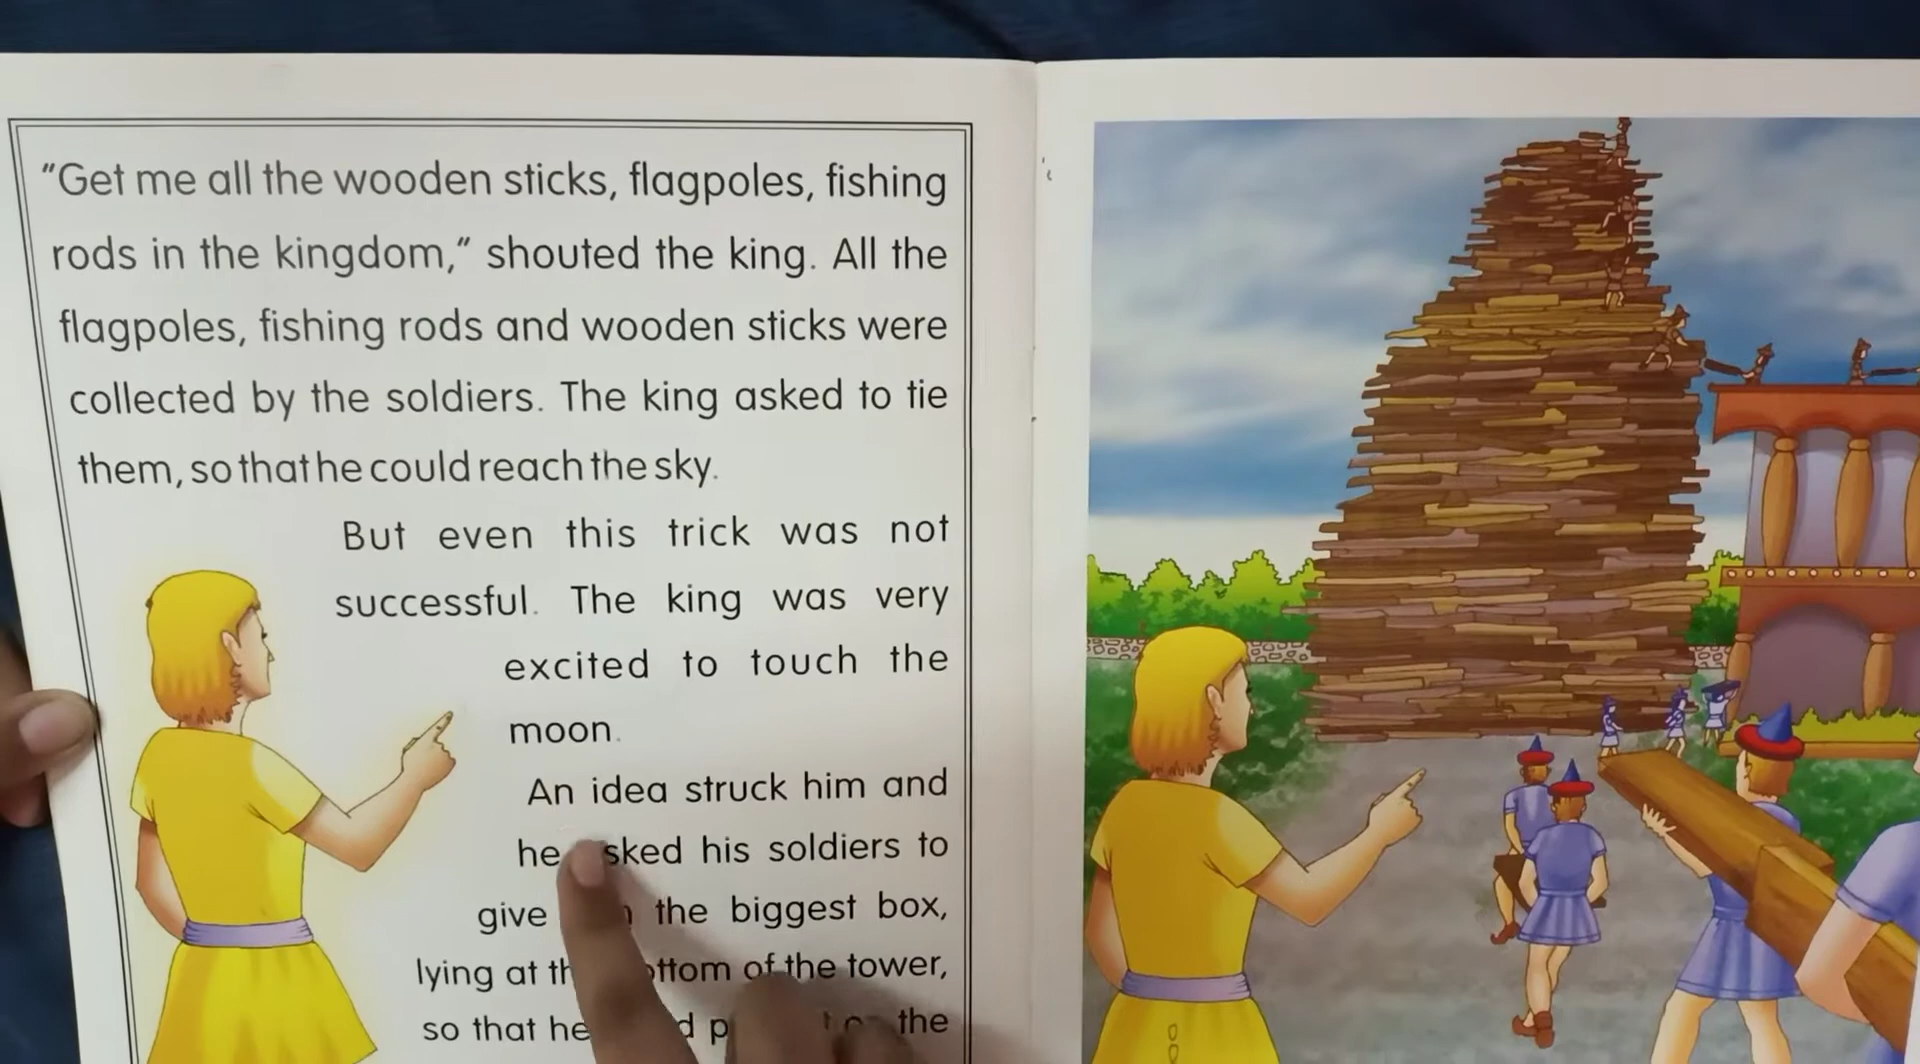 "Get me all the wooden sticks, flagpoles, fishing
rods in the kingdom," shouted the king. All the
flagpoles, fishing rods and wooden sticks were
collected by the soldiers. The king asked to tie
them, so that he could reach the sky.
But even this trick was not
successful. The king was very
excited to touch the
moon.
An idea struck him and
he asked his soldiers to
give the biggest box,
lying at the bottom of the tower,
so that he the